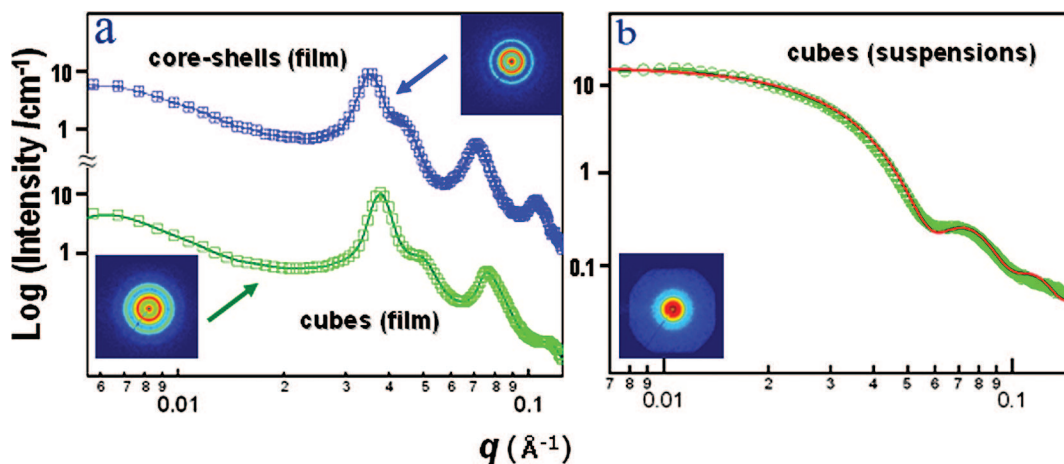 a
core-shells (film)
10
1
10
1
cubes (film)
Log (Intensity /cm⁻¹)
6 7 8 9 2 3 4 5 6 7 8 9
0.01 0.1
b
cubes (suspensions)
10
1
0.1
7 8 9 2 3 4 5 6 7 8 9
0.01 0.1
q (Å⁻¹)